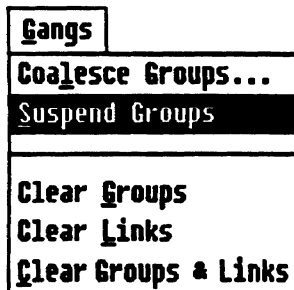 Gangs
Coalesce Groups...
Suspend Groups
Clear Groups
Clear Links
Clear Groups & Links